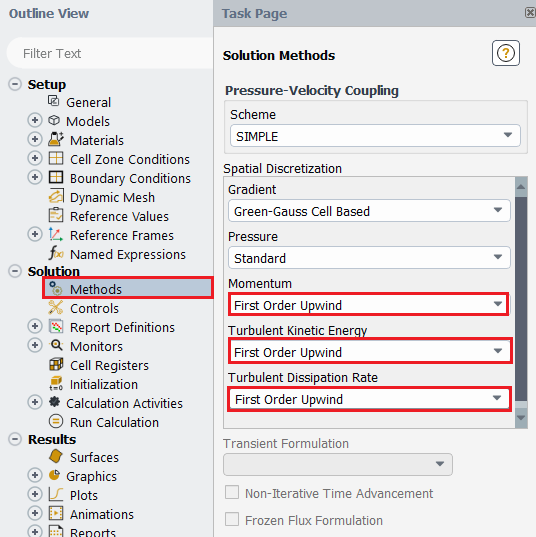 Outline View
Filter Text
Setup
General
Models
Materials
Cell Zone Conditions
Boundary Conditions
Dynamic Mesh
Reference Values
Reference Frames
Named Expressions
Solution
Methods
Controls
Report Definitions
Monitors
Cell Registers
Initialization
Calculation Activities
Run Calculation
Results
Surfaces
Graphics
Plots
Animations
Reports
Task Page
Solution Methods
?
Pressure-Velocity Coupling
Scheme
SIMPLE
Spatial Discretization
Gradient
Green-Gauss Cell Based
Pressure
Standard
Momentum
First Order Upwind
Turbulent Kinetic Energy
First Order Upwind
Turbulent Dissipation Rate
First Order Upwind
Transient Formulation
Non-Iterative Time Advancement
Frozen Flux Formulation